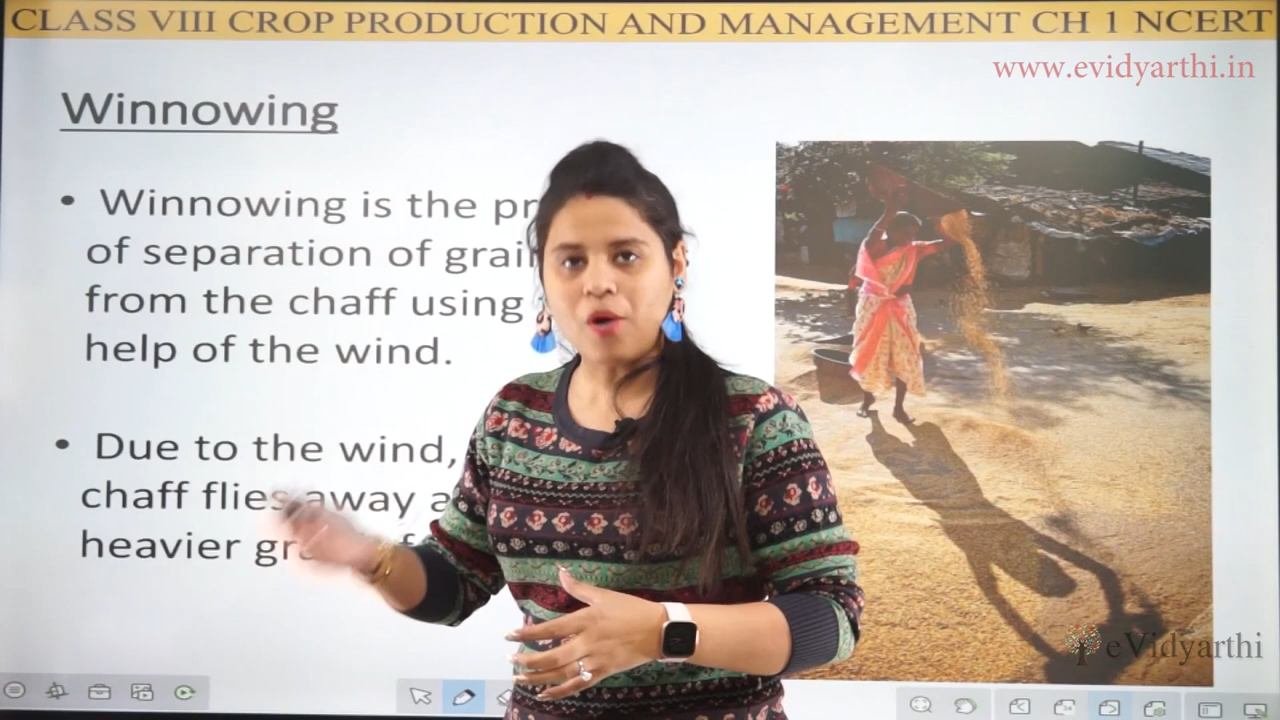 CLASS VIII CROP PRODUCTION AND MANAGEMENT CH 1 NCERT
www.evidyarthi.in
Winnowing
• Winnowing is the
of separation of
from the chaff using
help of the wind.
• Due to the wind,
chaff flies away
heavier
eVidyarthi